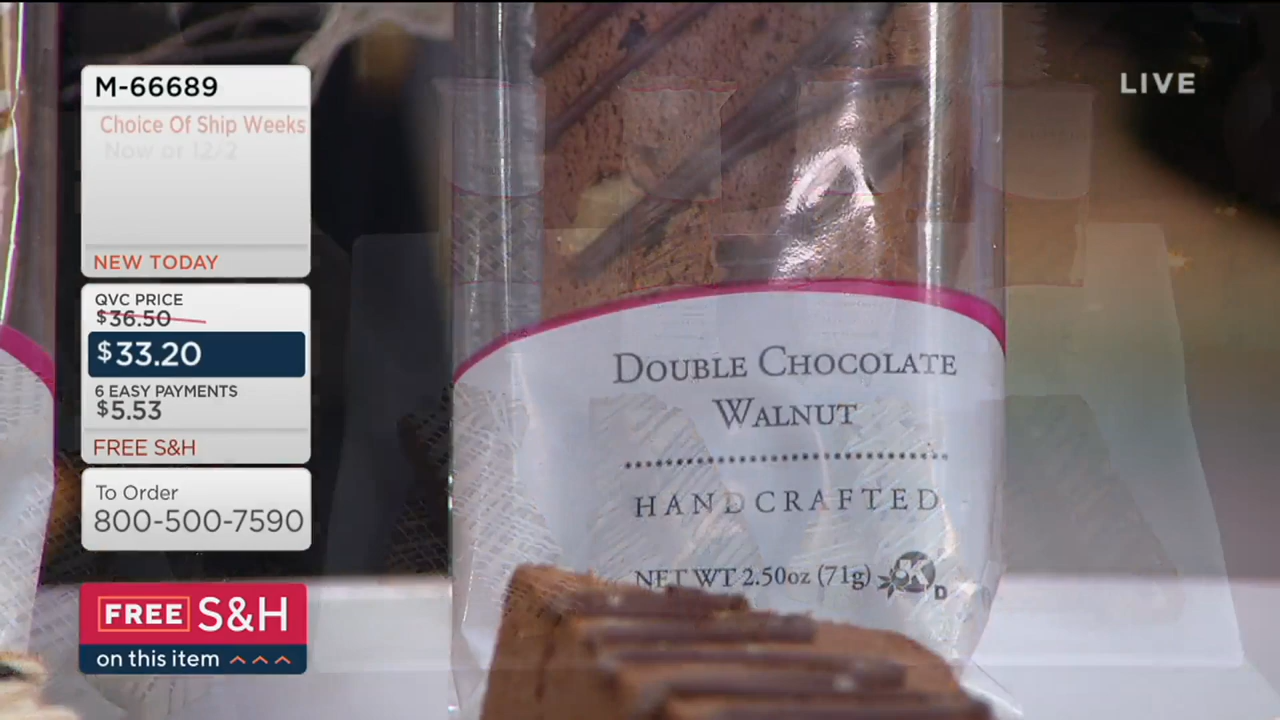 M-66689
Choice Of Ship Weeks
Now or 12/2
NEW TODAY
QVC PRICE
$36.50
$33.20
6 EASY PAYMENTS
$5.53
FREE S&H
To Order
800-500-7590
FREE S&H
on this item
LIVE
DOUBLE CHOCOLATE
WALNUT
HANDCRAFTED
NET WT 2.50oz (71g) K D